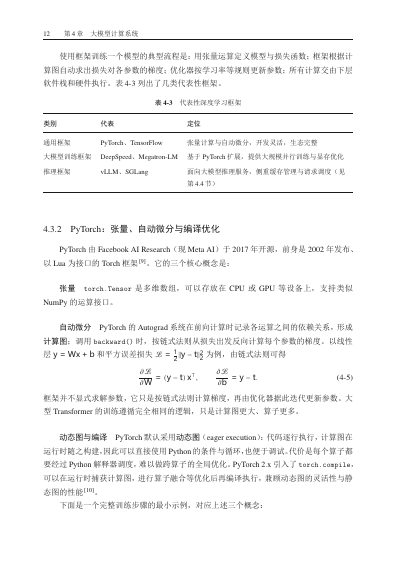 12 第 4 章 大模型计算系统
使用框架训练一个模型的典型流程是：用张量运算定义模型与损失函数；框架根据计
算图自动求出损失对各参数的梯度；优化器按学习率等规则更新参数；所有计算交由下层
软件栈和硬件执行。表 4-3 列出了几类代表性框架。
表 4-3 代表性深度学习框架
类别 代表 定位
通用框架 PyTorch、TensorFlow 张量计算与自动微分，开发灵活，生态完整
大模型训练框架 DeepSpeed、Megatron-LM 基于 PyTorch 扩展，提供大规模并行训练与显存优化
推理框架 vLLM、SGLang 面向大模型推理服务，侧重缓存管理与请求调度（见
第 4.4 节）
4.3.2 PyTorch：张量、自动微分与编译优化
PyTorch 由 Facebook AI Research（现 Meta AI）于 2017 年开源，前身是 2002 年发布、
以 Lua 为接口的 Torch 框架[9]。它的三个核心概念是：
张量 torch.Tensor 是多维数组，可以存放在 CPU 或 GPU 等设备上，支持类似
NumPy 的运算接口。
自动微分 PyTorch 的 Autograd 系统在前向计算时记录各运算之间的依赖关系，形成
计算图；调用 backward() 时，按链式法则从损失出发反向计算每个参数的梯度。以线性
层 y = Wx + b 和平方误差损失 ℒ = ½‖y − t‖₂² 为例，由链式法则可得
∂ℒ/∂W = (y − t) x⊤, ∂ℒ/∂b = y − t. (4-5)
框架并不显式求解参数，它只是按链式法则计算梯度，再由优化器据此迭代更新参数。大
型 Transformer 的训练遵循完全相同的逻辑，只是计算图更大、算子更多。
动态图与编译 PyTorch 默认采用动态图（eager execution）：代码逐行执行，计算图在
运行时随之构建，因此可以直接使用 Python 的条件与循环，也便于调试。代价是每个算子都
要经过 Python 解释器调度，难以做跨算子的全局优化。PyTorch 2.x 引入了 torch.compile，
可以在运行时捕获计算图，进行算子融合等优化后再编译执行，兼顾动态图的灵活性与静
态图的性能[10]。
下面是一个完整训练步骤的最小示例，对应上述三个概念：